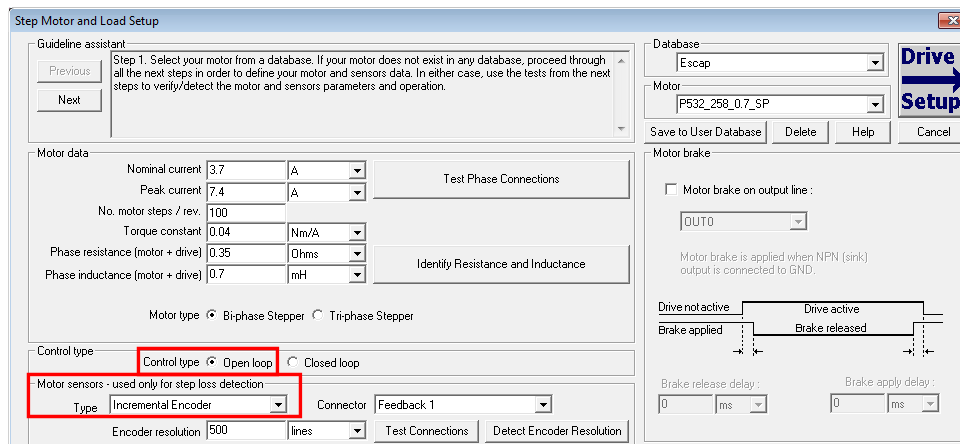 Step Motor and Load Setup
Guideline assistant
Previous
Next
Step 1. Select your motor from a database. If your motor does not exist in any database, proceed through
all the next steps in order to define your motor and sensors data. In either case, use the tests from the next
steps to verify/detect the motor and sensors parameters and operation.
Database
Escap
Motor
P532_258_0.7_SP
Drive
Setup
Save to User Database Delete Help Cancel
Motor data
Nominal current 3.7 A
Peak current 7.4 A
No. motor steps / rev. 100
Torque constant 0.04 Nm/A
Phase resistance (motor + drive) 0.35 Ohms
Phase inductance (motor + drive) 0.7 mH
Test Phase Connections
Identify Resistance and Inductance
Motor type Bi-phase Stepper Tri-phase Stepper
Control type
Control type Open loop Closed loop
Motor sensors - used only for step loss detection
Type Incremental Encoder Connector Feedback 1
Encoder resolution 500 lines Test Connections Detect Encoder Resolution
Motor brake
Motor brake on output line :
OUT0
Motor brake is applied when NPN (sink)
output is connected to GND.
Drive not active Drive active
Brake applied Brake released
Brake release delay : Brake apply delay :
0 ms 0 ms